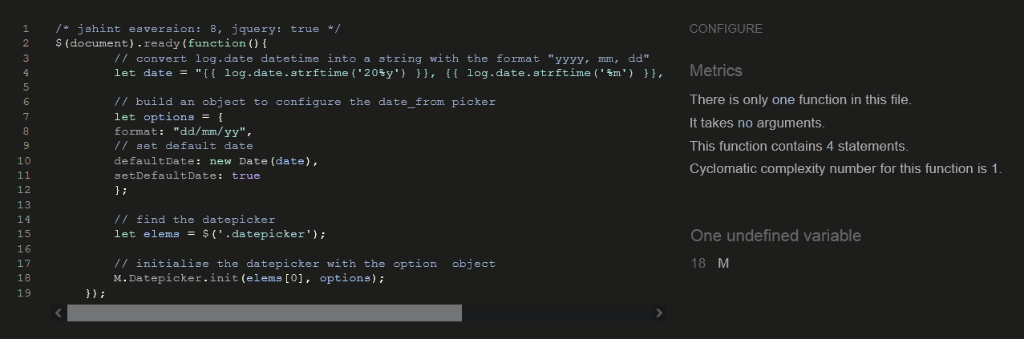 1 /* jshint esversion: 8, jquery: true */
2 $(document).ready(function(){
3 // convert log.date datetime into a string with the format "yyyy, mm, dd"
4 let date = "{{ log.date.strftime('20%y') }}, {{ log.date.strftime('%m') }},
5
6 // build an object to configure the date_from picker
7 let options = {
8 format: "dd/mm/yy",
9 // set default date
10 defaultDate: new Date(date),
11 setDefaultDate: true
12 };
13
14 // find the datepicker
15 let elems = $('.datepicker');
16
17 // initialise the datepicker with the option  object
18 M.Datepicker.init(elems[0], options);
19 });
CONFIGURE
Metrics
There is only one function in this file.
It takes no arguments.
This function contains 4 statements.
Cyclomatic complexity number for this function is 1.
One undefined variable
18 M